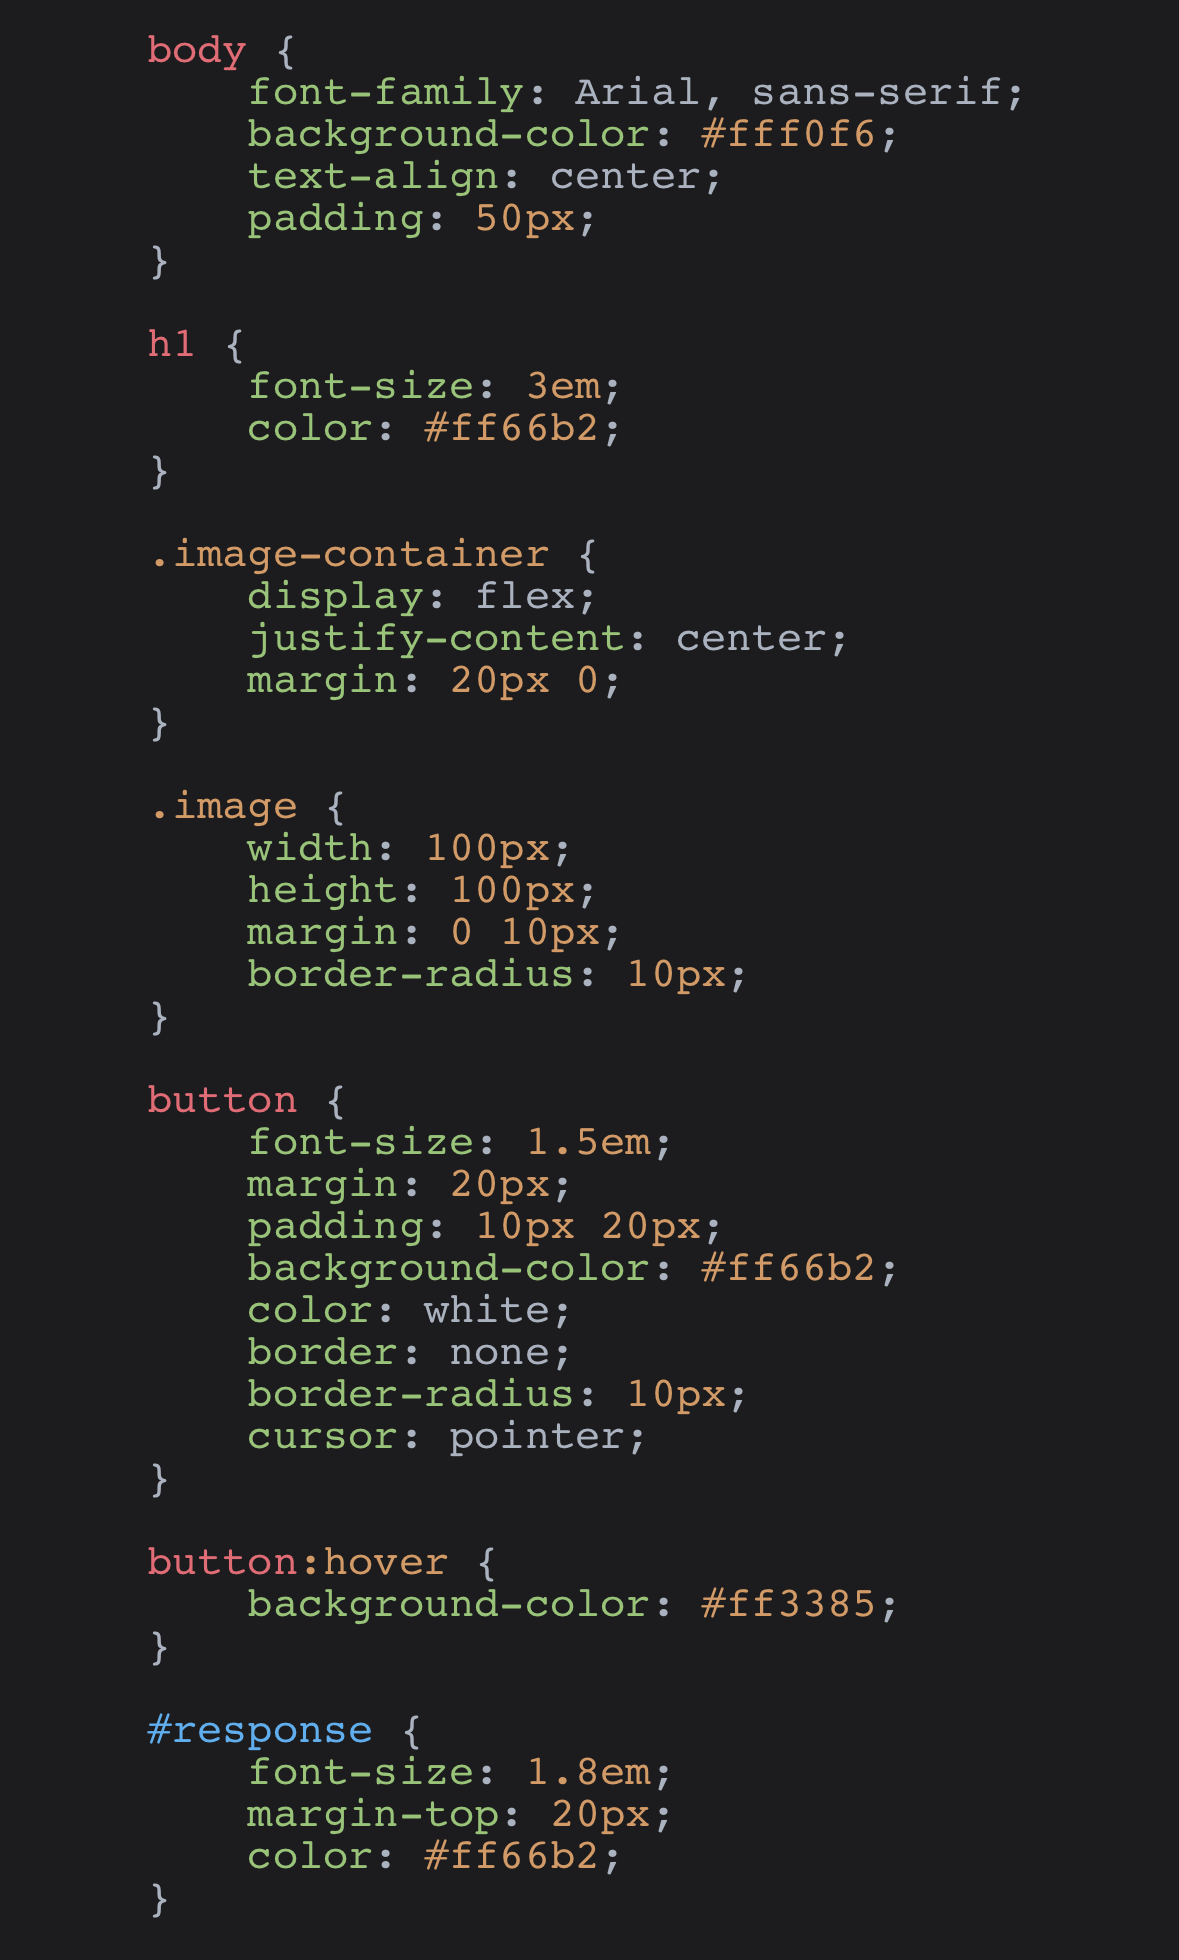 body {
    font-family: Arial, sans-serif;
    background-color: #fff0f6;
    text-align: center;
    padding: 50px;
}

h1 {
    font-size: 3em;
    color: #ff66b2;
}

.image-container {
    display: flex;
    justify-content: center;
    margin: 20px 0;
}

.image {
    width: 100px;
    height: 100px;
    margin: 0 10px;
    border-radius: 10px;
}

button {
    font-size: 1.5em;
    margin: 20px;
    padding: 10px 20px;
    background-color: #ff66b2;
    color: white;
    border: none;
    border-radius: 10px;
    cursor: pointer;
}

button:hover {
    background-color: #ff3385;
}

#response {
    font-size: 1.8em;
    margin-top: 20px;
    color: #ff66b2;
}